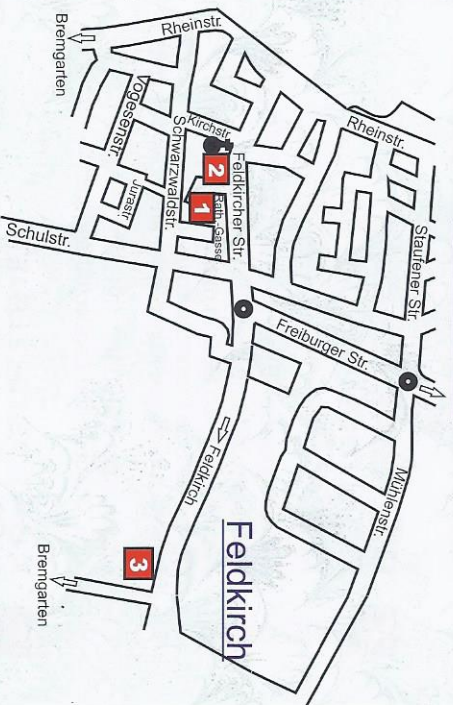 Rheinstr.
Bremgarten
Rheinstr.
Vogesenstr.
Kirchstr.
Schwarzwaldstr.
Jurastr.
2
1
Feldkircher Str.
Rath. Gasse
Staufener Str.
Schulstr.
Freiburger Str.
Mühlenstr.
Feldkirch
Feldkirch
3
Bremgarten